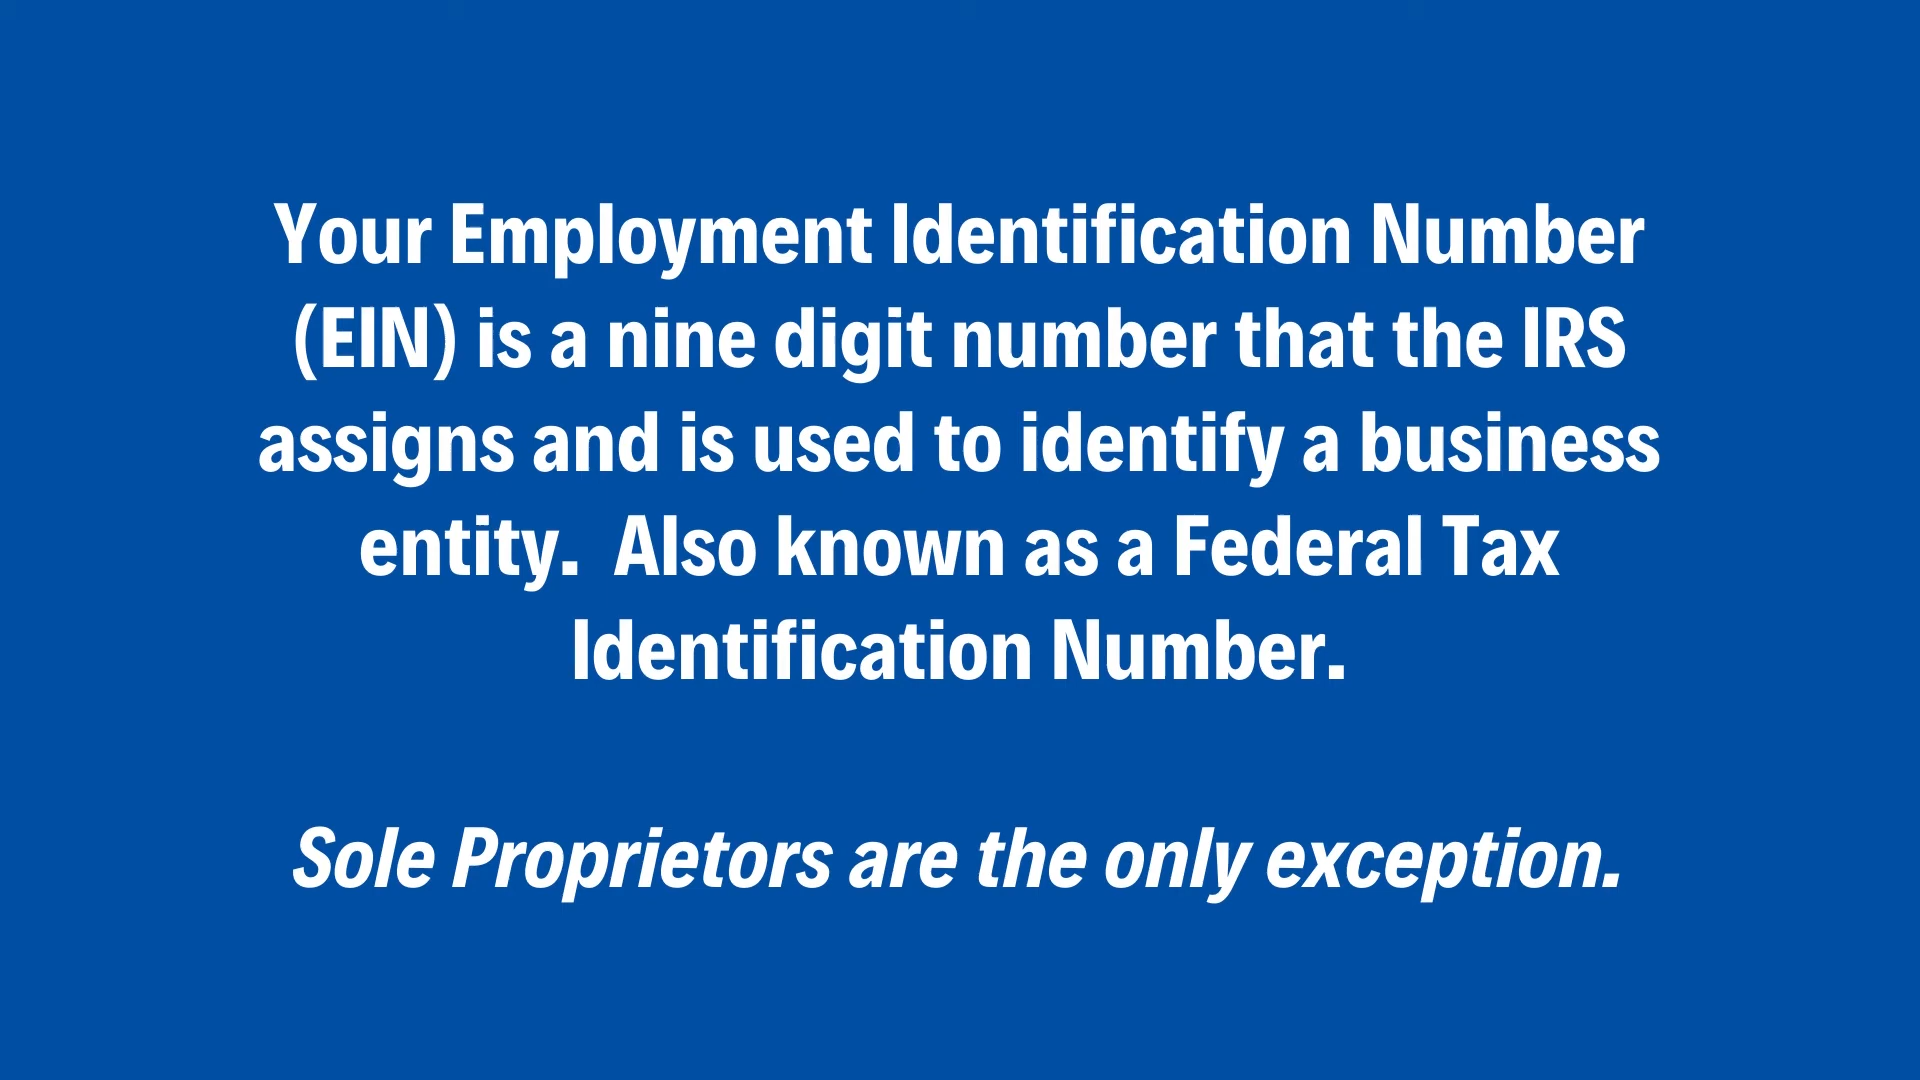 Your Employment Identification Number
(EIN) is a nine digit number that the IRS
assigns and is used to identify a business
entity.  Also known as a Federal Tax
Identification Number.
Sole Proprietors are the only exception.